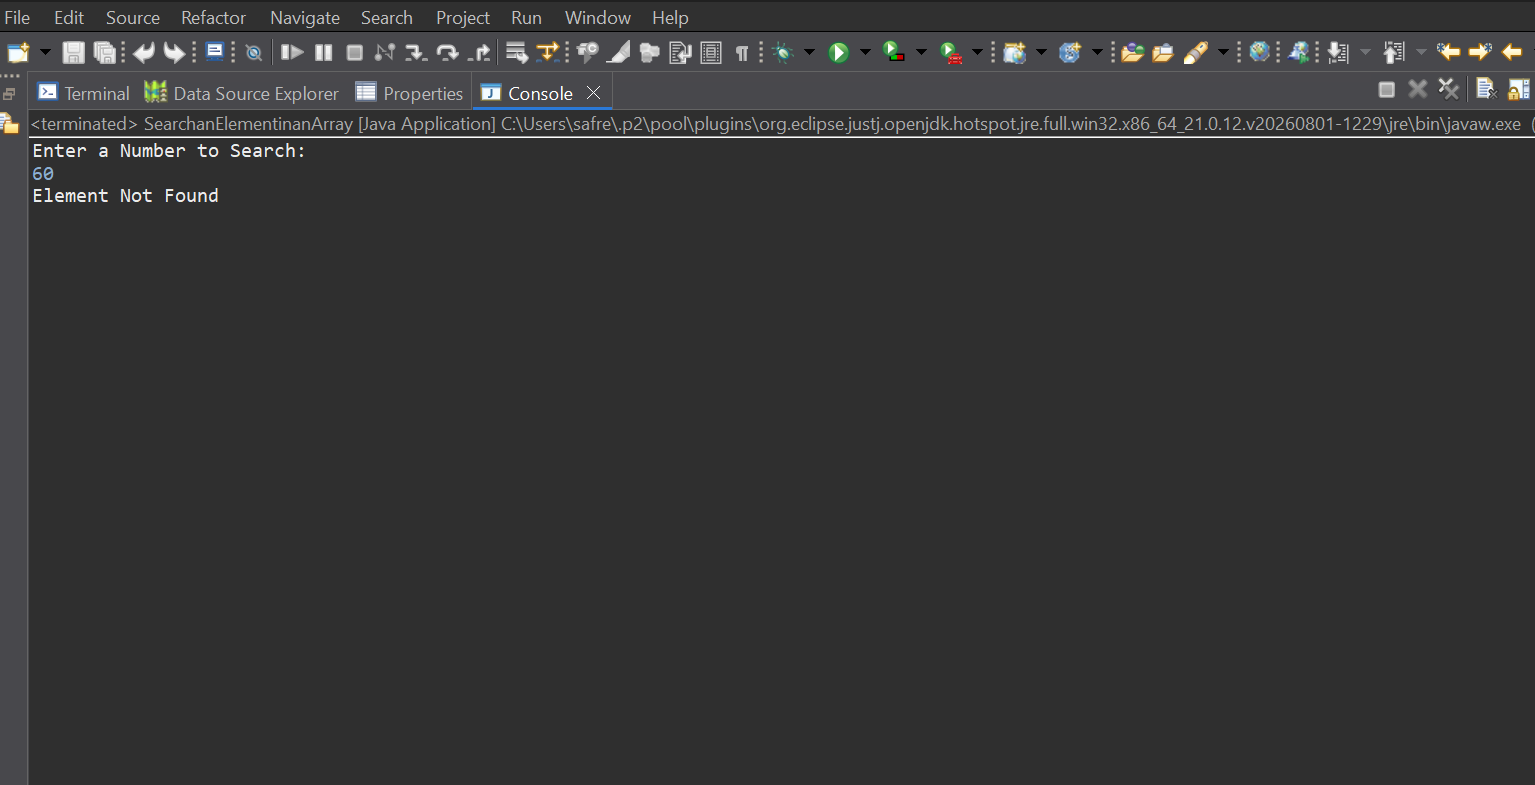 File Edit Source Refactor Navigate Search Project Run Window Help
Terminal Data Source Explorer Properties Console
<terminated> SearchanElementinanArray [Java Application] C:\Users\safre\.p2\pool\plugins\org.eclipse.justj.openjdk.hotspot.jre.full.win32.x86_64_21.0.12.v20260801-1229\jre\bin\javaw.exe (
Enter a Number to Search:
60
Element Not Found